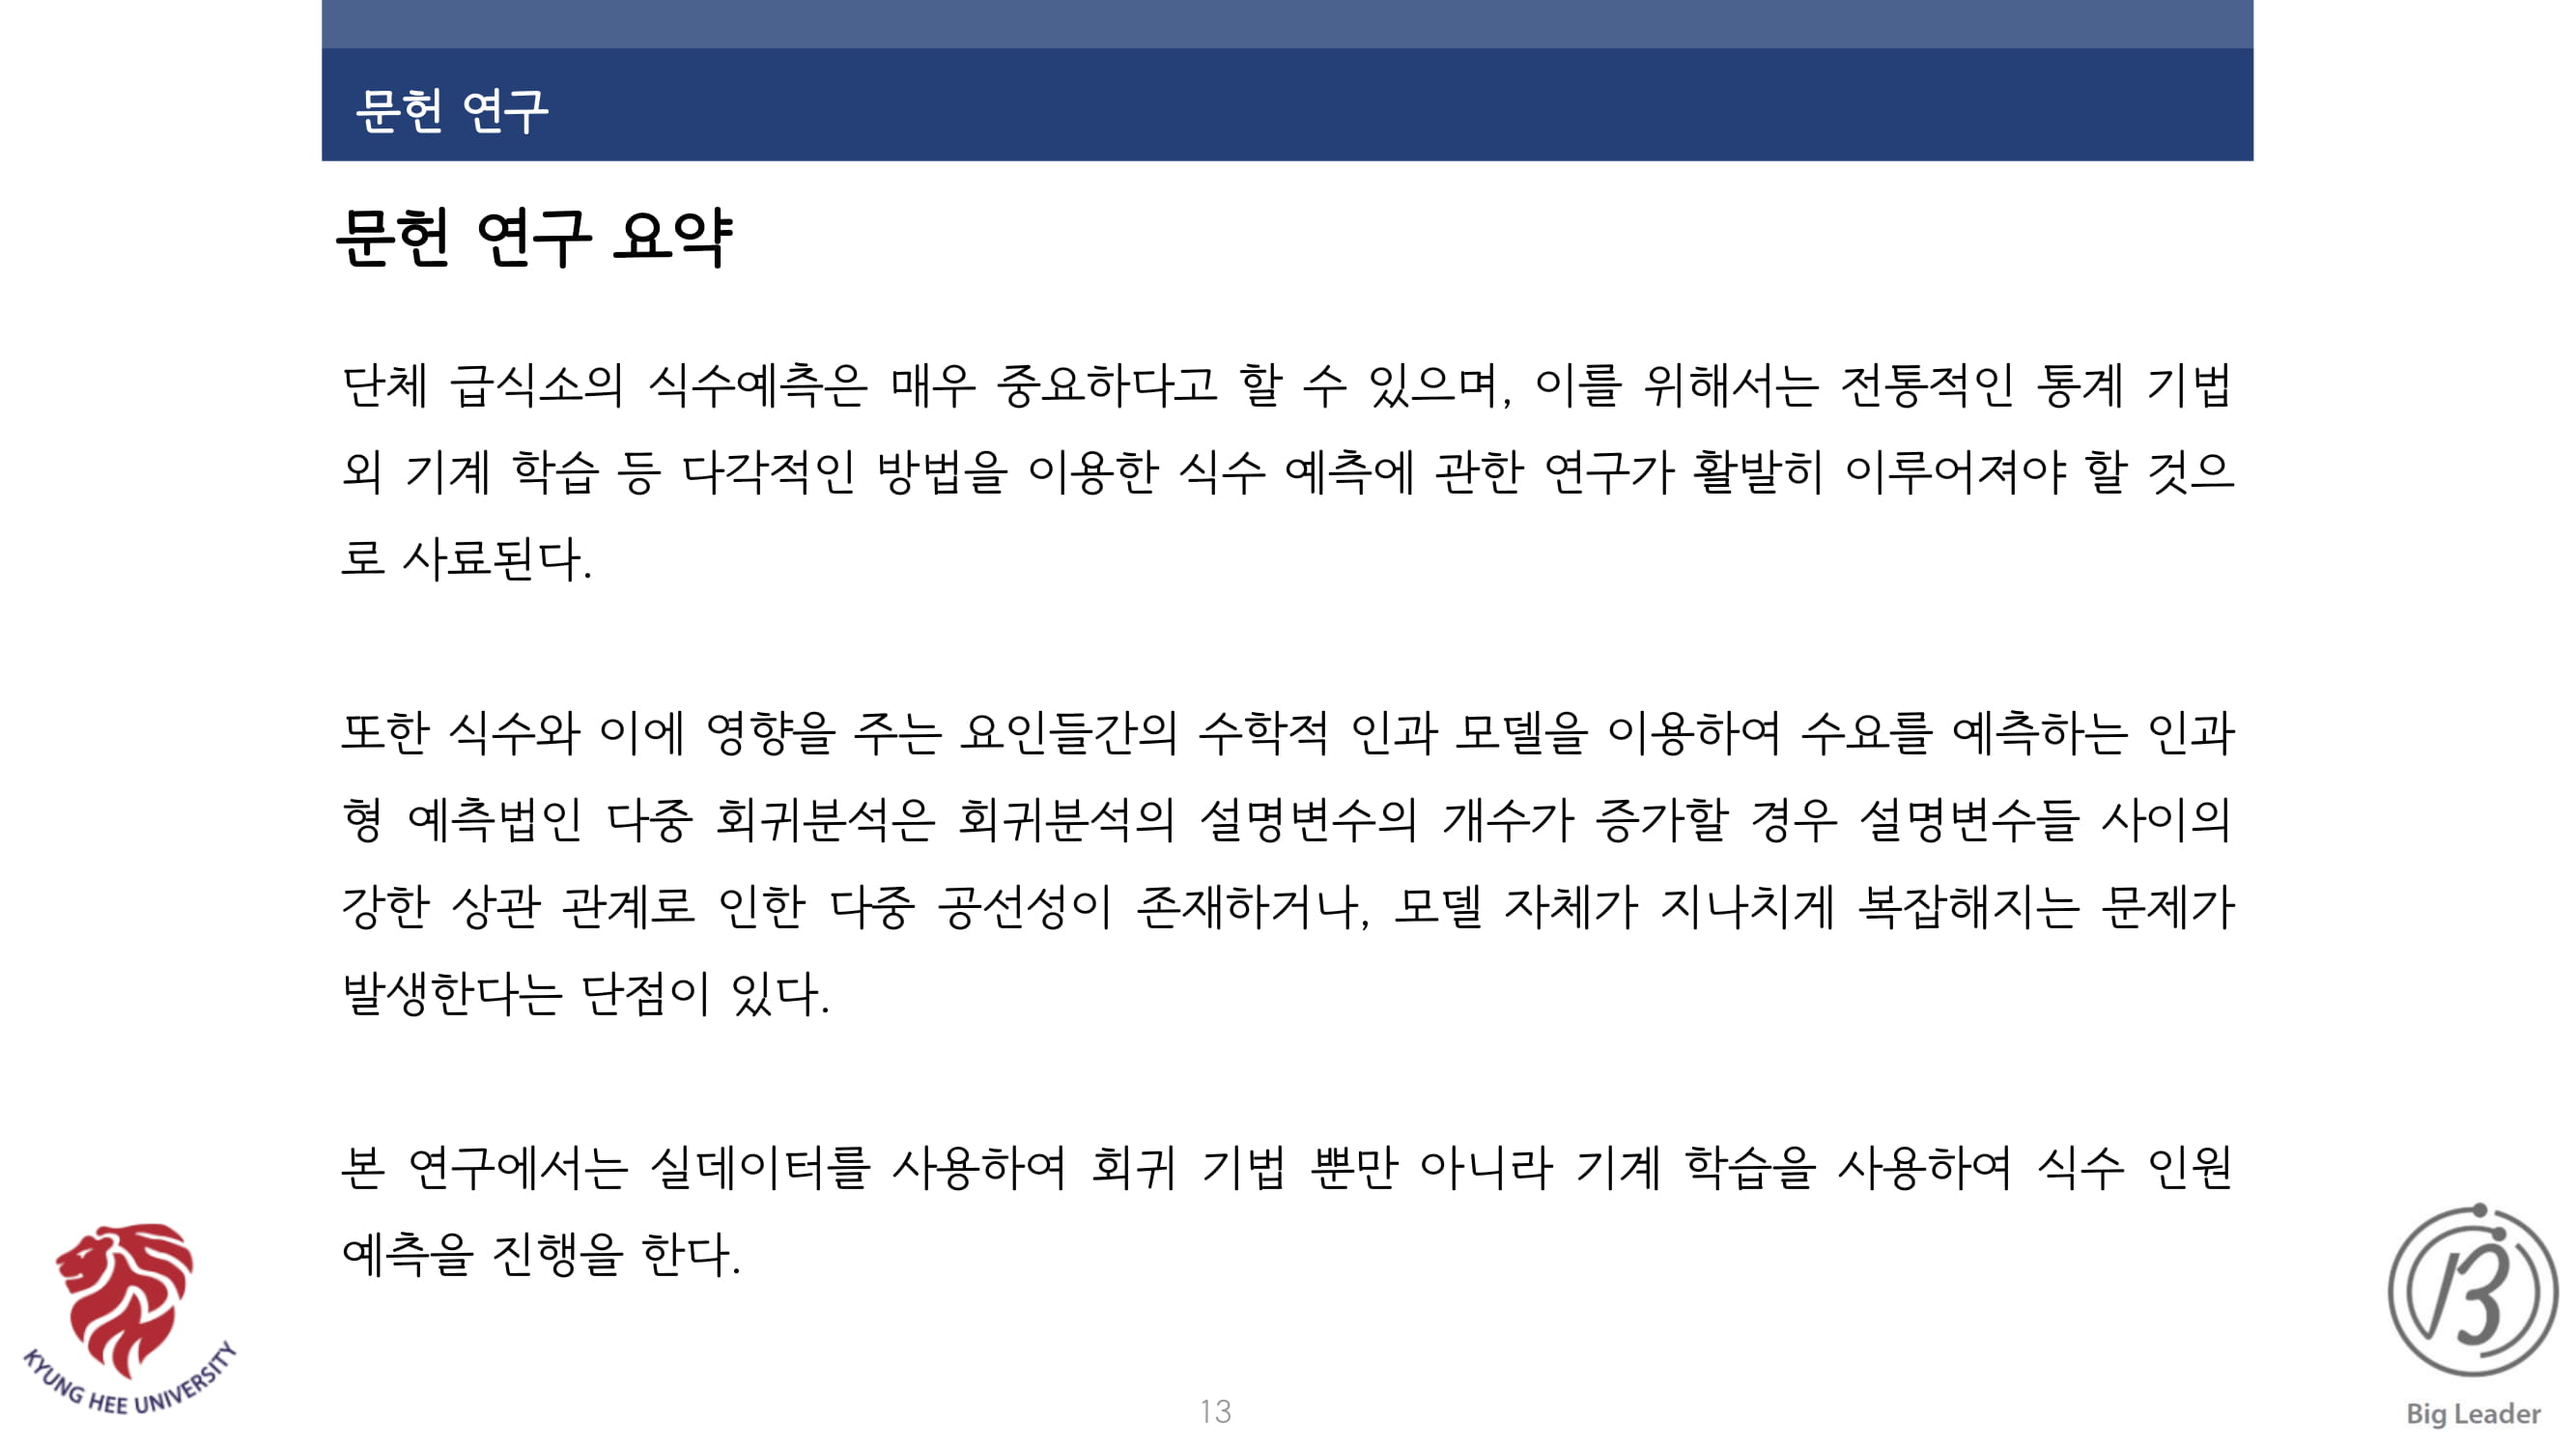 문헌 연구
문헌 연구 요약
단체 급식소의 식수예측은 매우 중요하다고 할 수 있으며, 이를 위해서는 전통적인 통계 기법
외 기계 학습 등 다각적인 방법을 이용한 식수 예측에 관한 연구가 활발히 이루어져야 할 것으
로 사료된다.
또한 식수와 이에 영향을 주는 요인들간의 수학적 인과 모델을 이용하여 수요를 예측하는 인과
형 예측법인 다중 회귀분석은 회귀분석의 설명변수의 개수가 증가할 경우 설명변수들 사이의
강한 상관 관계로 인한 다중 공선성이 존재하거나, 모델 자체가 지나치게 복잡해지는 문제가
발생한다는 단점이 있다.
본 연구에서는 실데이터를 사용하여 회귀 기법 뿐만 아니라 기계 학습을 사용하여 식수 인원
예측을 진행을 한다.
KYUNG HEE UNIVERSITY
13
Big Leader